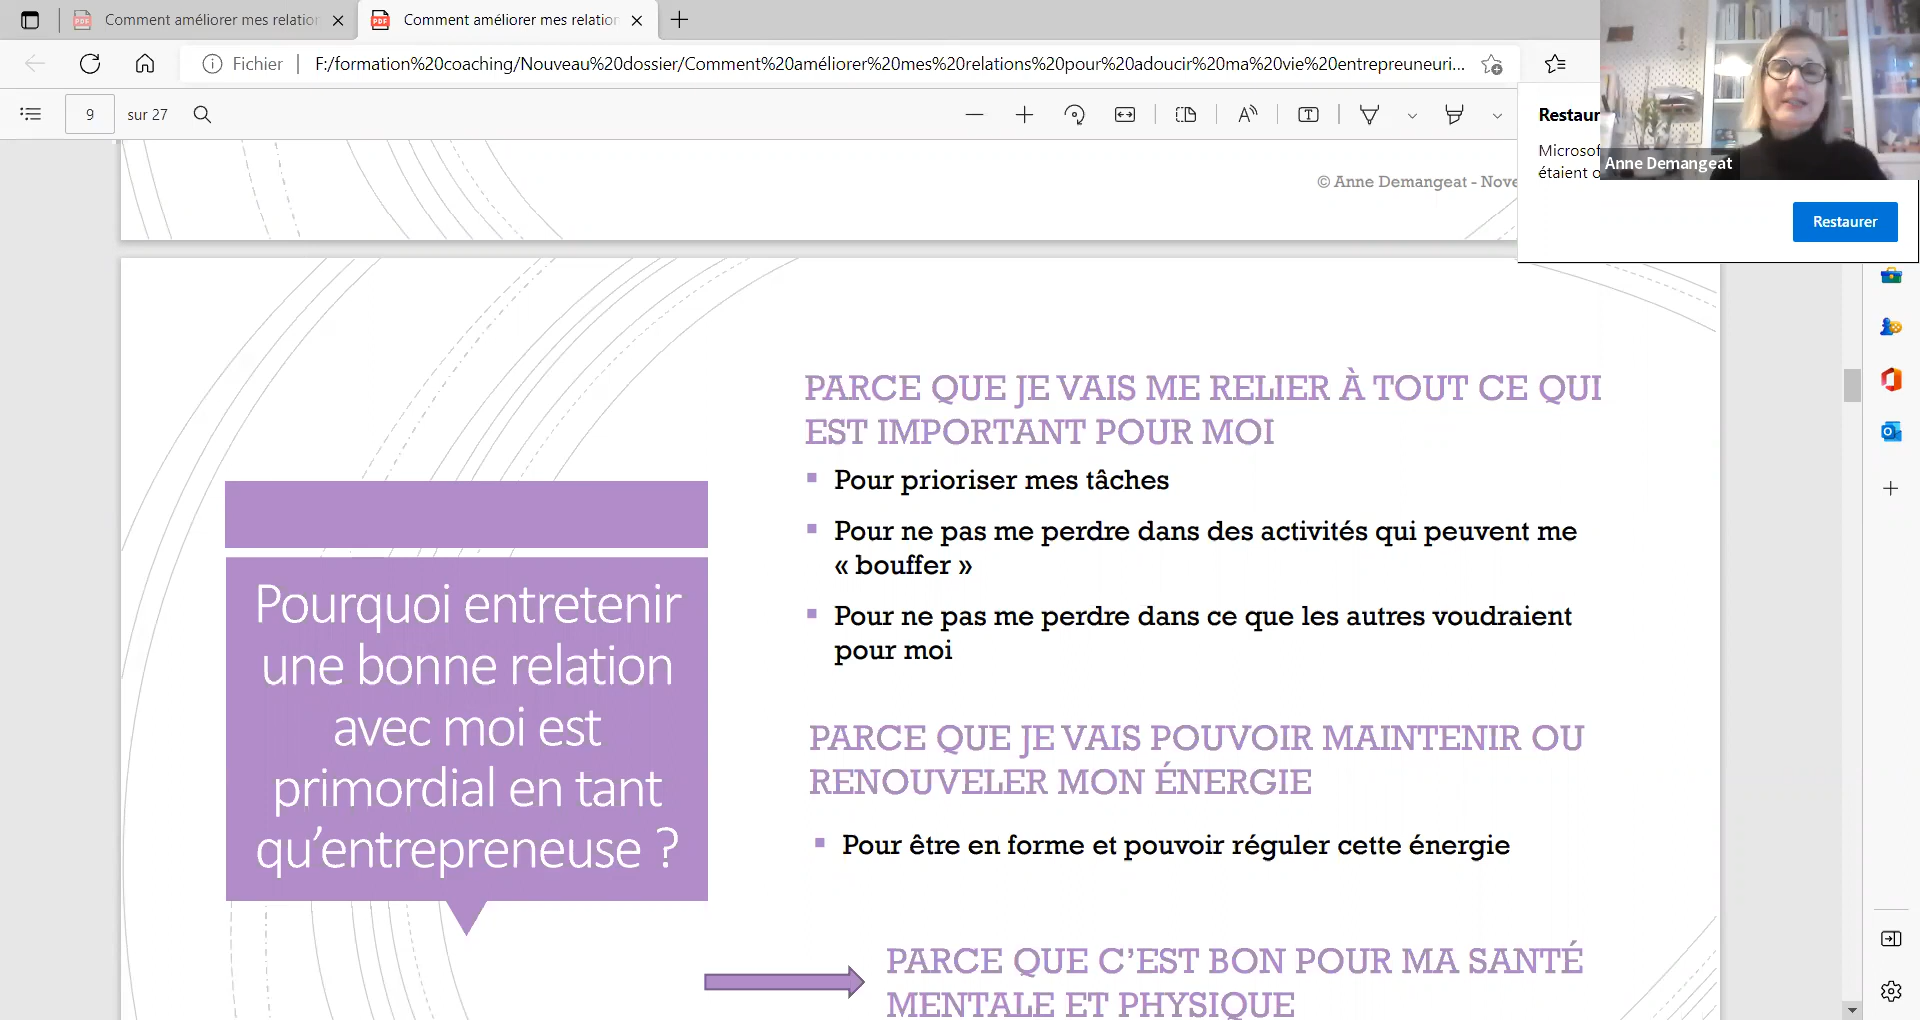 Comment améliorer mes relatio
Comment améliorer mes relation
Fichier
F:/formation%20coaching/Nouveau%20dossier/Comment%20améliorer%20mes%20relations%20pour%20adoucir%20ma%20vie%20entrepreuneuri...
9 sur 27
Restaur
Microsof
étaient o
Anne Demangeat
Restaurer
© Anne Demangeat - Nove
PARCE QUE JE VAIS ME RELIER À TOUT CE QUI
EST IMPORTANT POUR MOI
Pour prioriser mes tâches
Pour ne pas me perdre dans des activités qui peuvent me
« bouffer »
Pour ne pas me perdre dans ce que les autres voudraient
pour moi
Pourquoi entretenir
une bonne relation
avec moi est
primordial en tant
qu’entrepreneuse ?
PARCE QUE JE VAIS POUVOIR MAINTENIR OU
RENOUVELER MON ÉNERGIE
Pour être en forme et pouvoir réguler cette énergie
PARCE QUE C’EST BON POUR MA SANTÉ
MENTALE ET PHYSIQUE